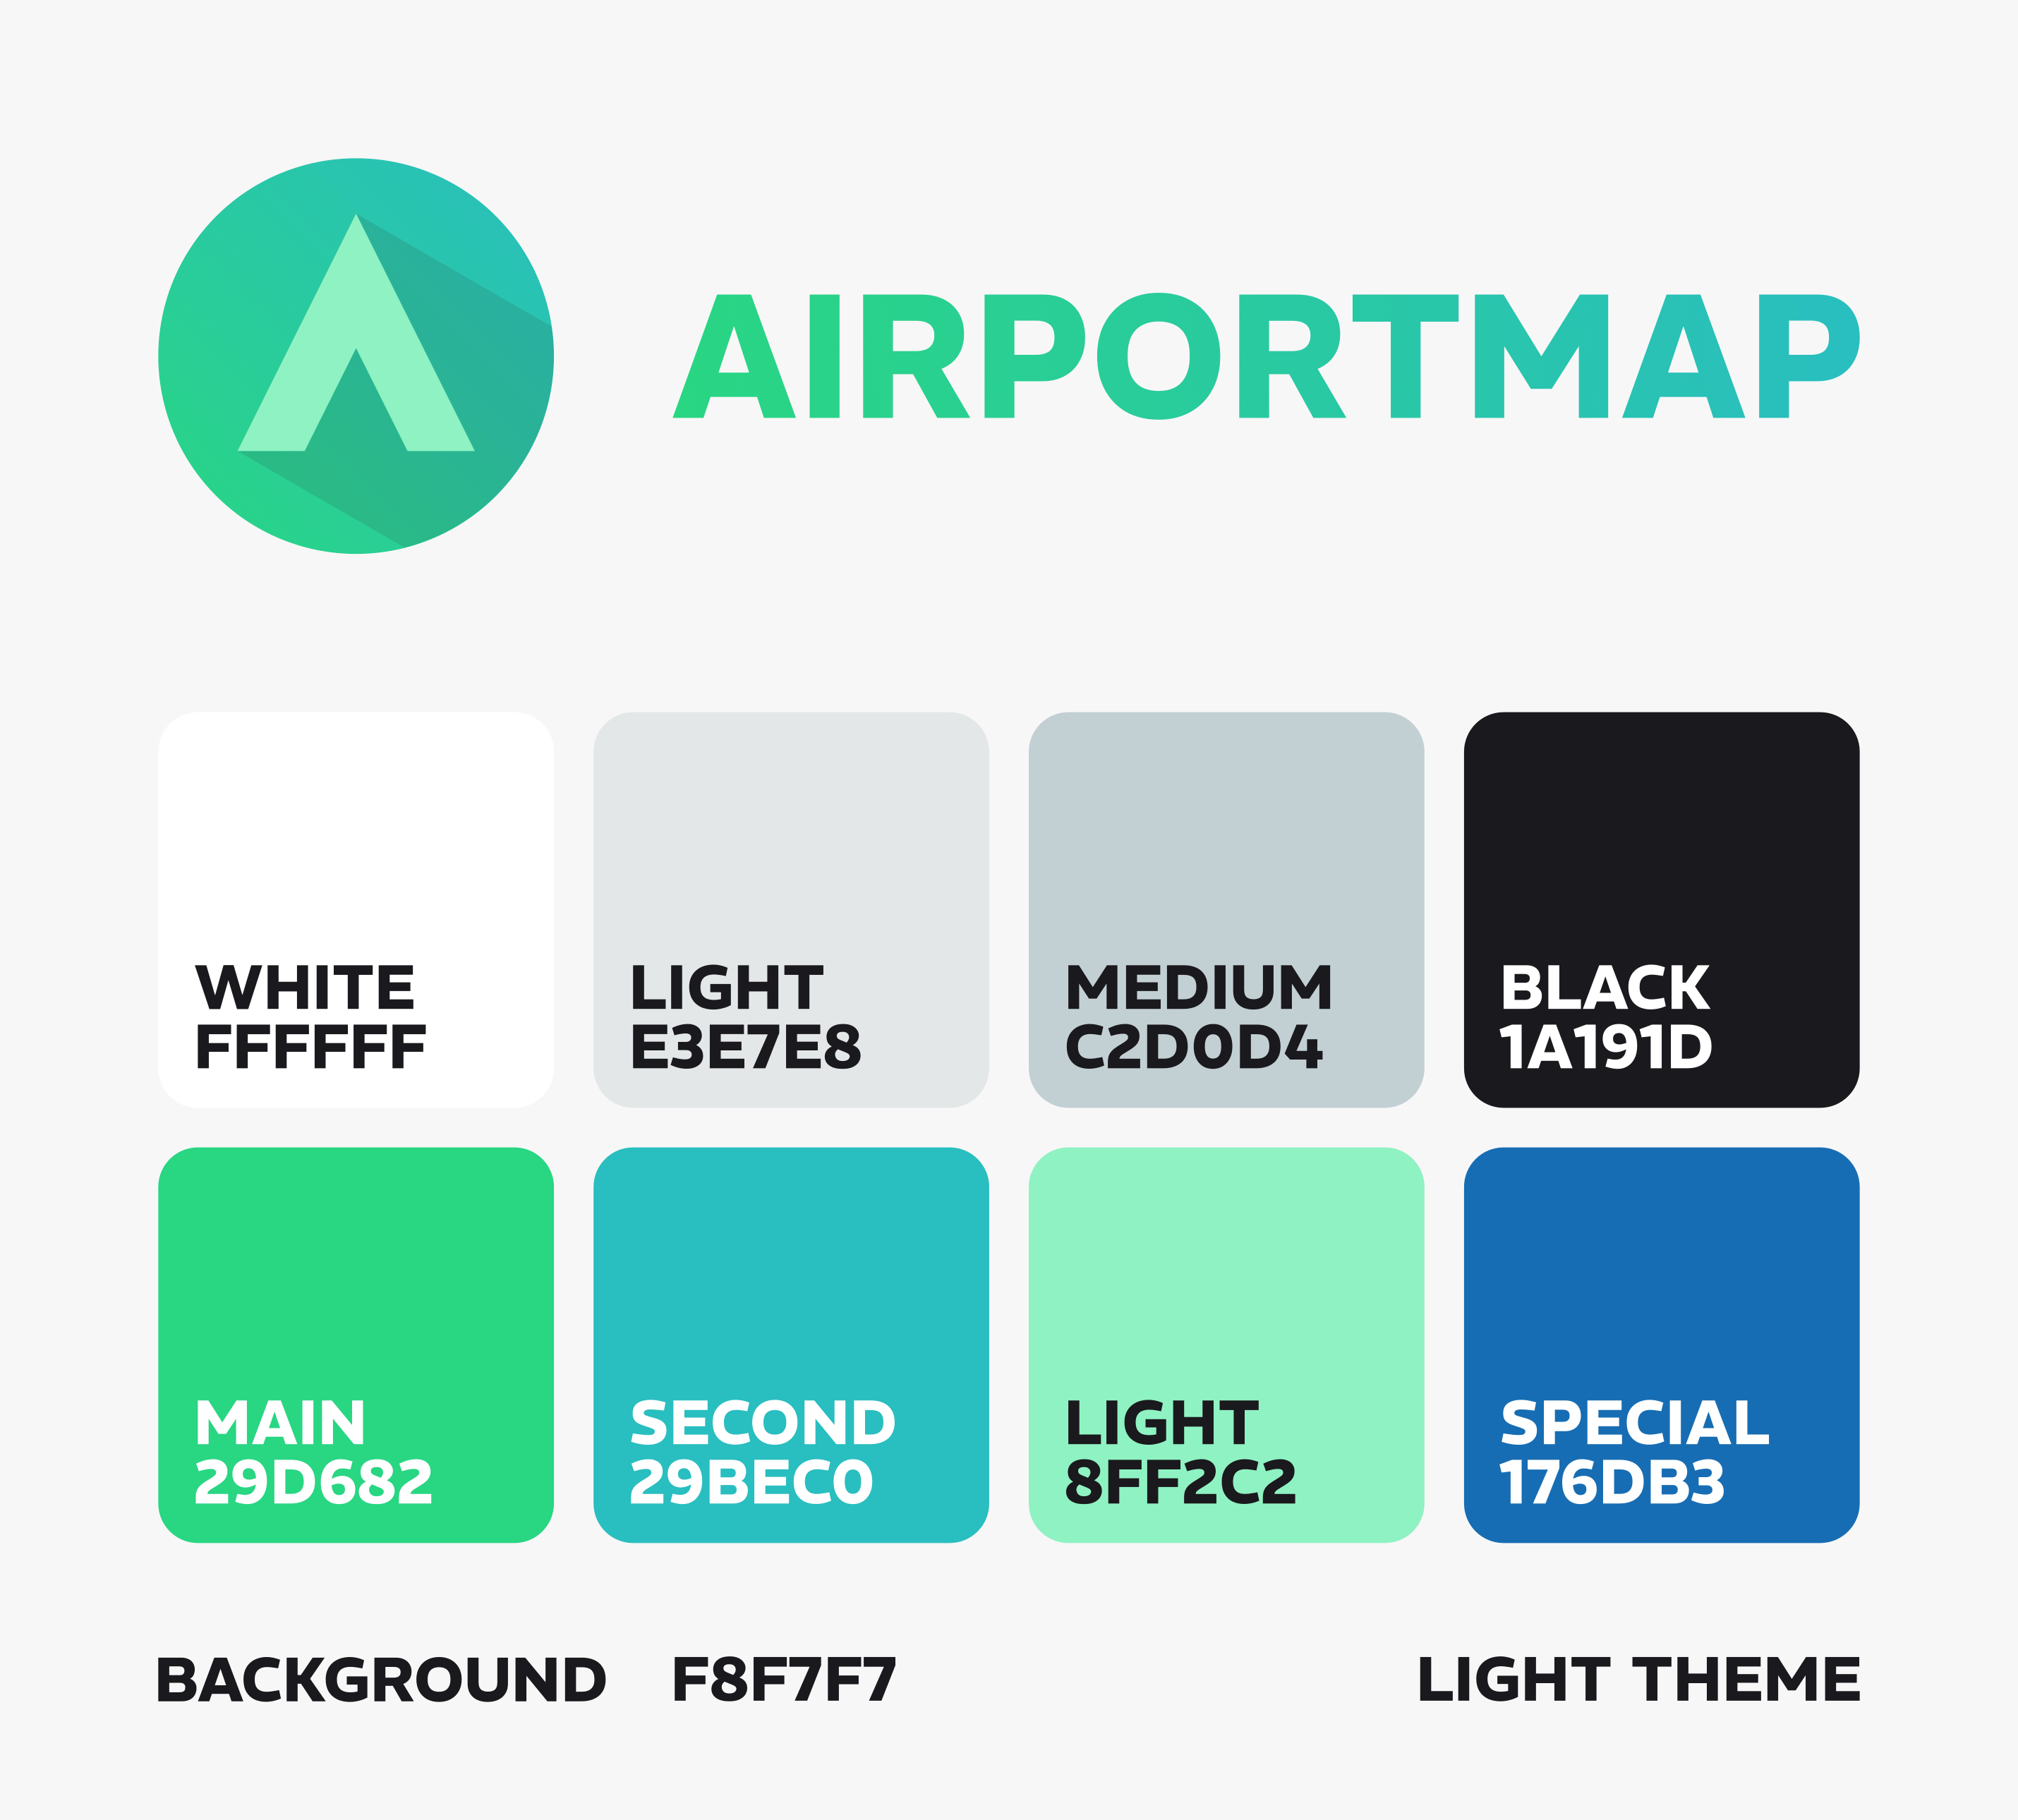 AIRPORTMAP
WHITE
FFFFFF
LIGHT
E3E7E8
MEDIUM
C2D0D4
BLACK
1A191D
MAIN
29D682
SECOND
29BEC0
LIGHT
8FF2C2
SPECIAL
176DB3
BACKGROUND F8F7F7 LIGHT THEME